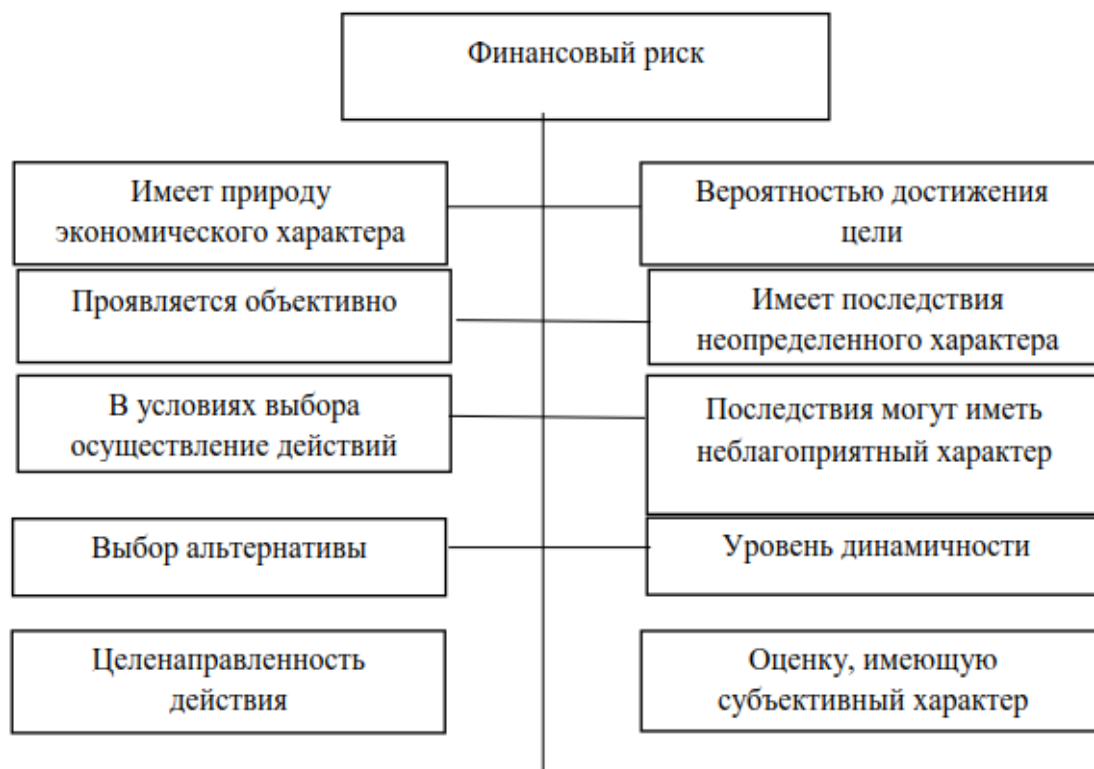 Финансовый риск
Имеет природу
экономического характера
Вероятностью достижения
цели
Проявляется объективно
Имеет последствия
неопределенного характера
В условиях выбора
осуществление действий
Последствия могут иметь
неблагоприятный характер
Выбор альтернативы
Уровень динамичности
Целенаправленность
действия
Оценку, имеющую
субъективный характер